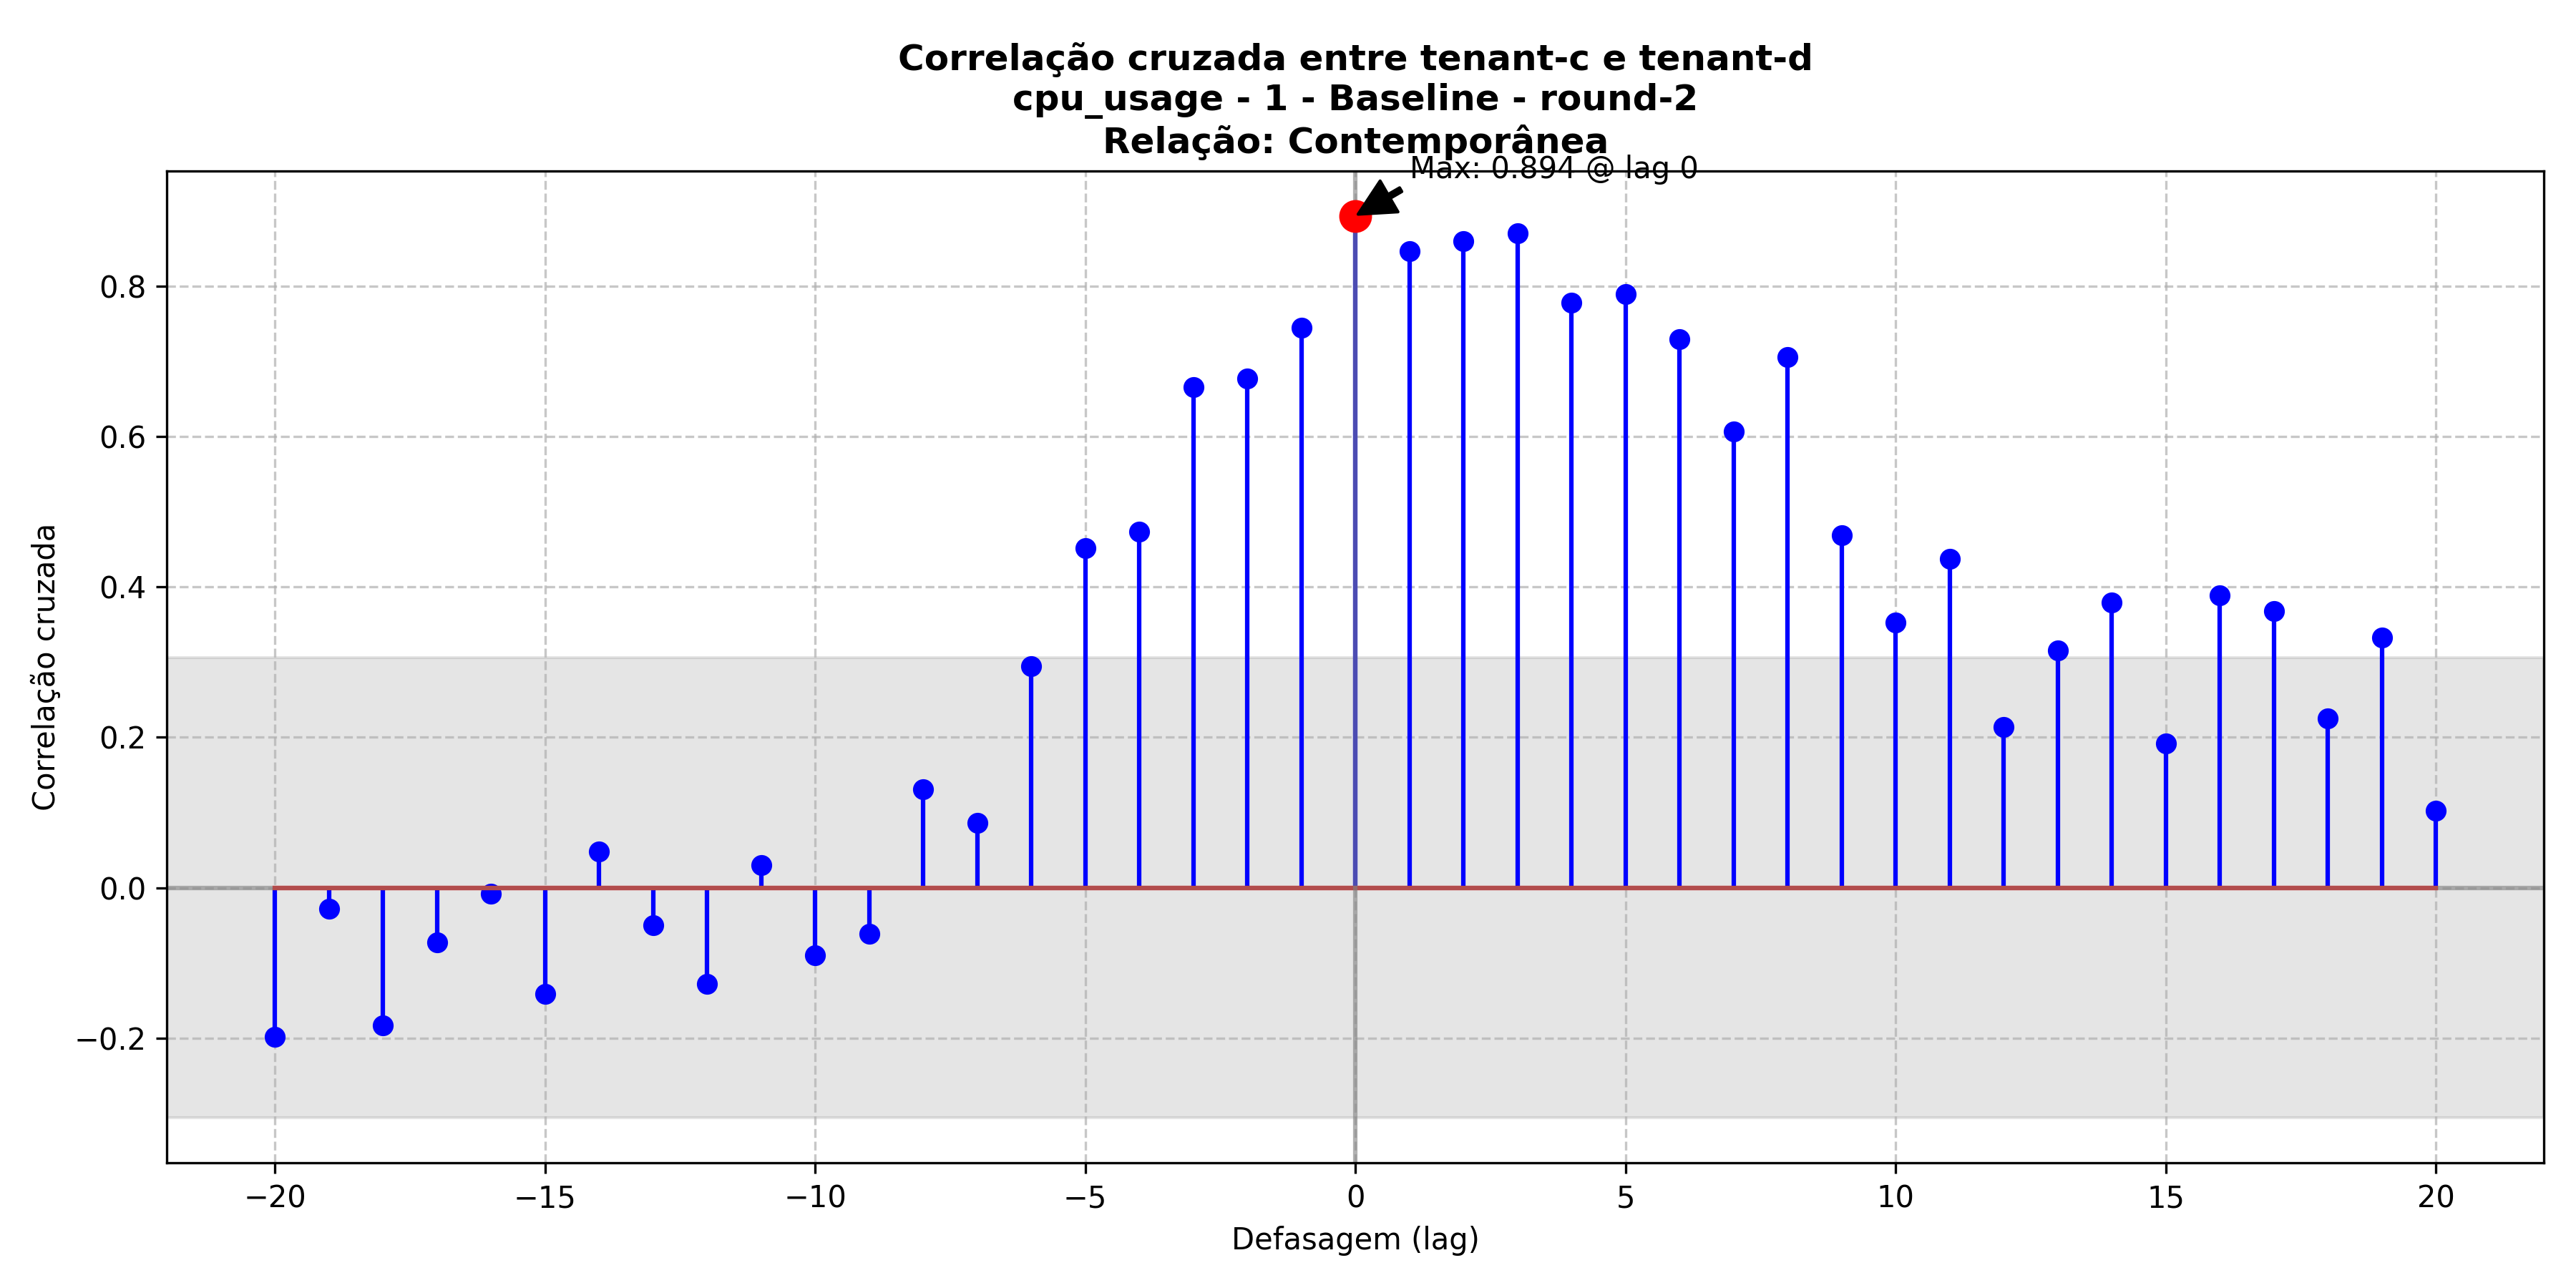 Correlação cruzada entre tenant-c e tenant-d
cpu_usage - 1 - Baseline - round-2
Relação: Contemporânea
Max: 0.894 @ lag 0
Correlação cruzada
0.8
0.6
0.4
0.2
0.0
−0.2
−20 −15 −10 −5 0 5 10 15 20
Defasagem (lag)